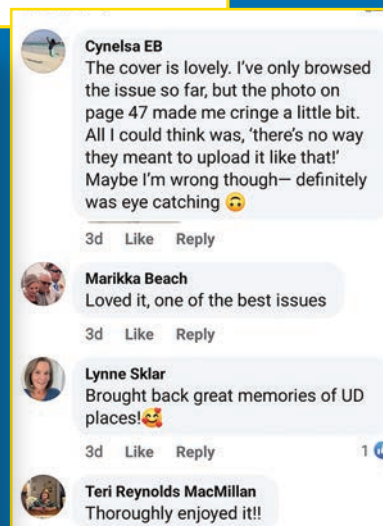 Cynelsa EB
The cover is lovely. I've only browsed
the issue so far, but the photo on
page 47 made me cringe a little bit.
All I could think was, 'there's no way
they meant to upload it like that!'
Maybe I'm wrong though— definitely
was eye catching 🙃
3d Like Reply
Marikka Beach
Loved it, one of the best issues
3d Like Reply
Lynne Sklar
Brought back great memories of UD
places!🥰
3d Like Reply 1
Teri Reynolds MacMillan
Thoroughly enjoyed it!!